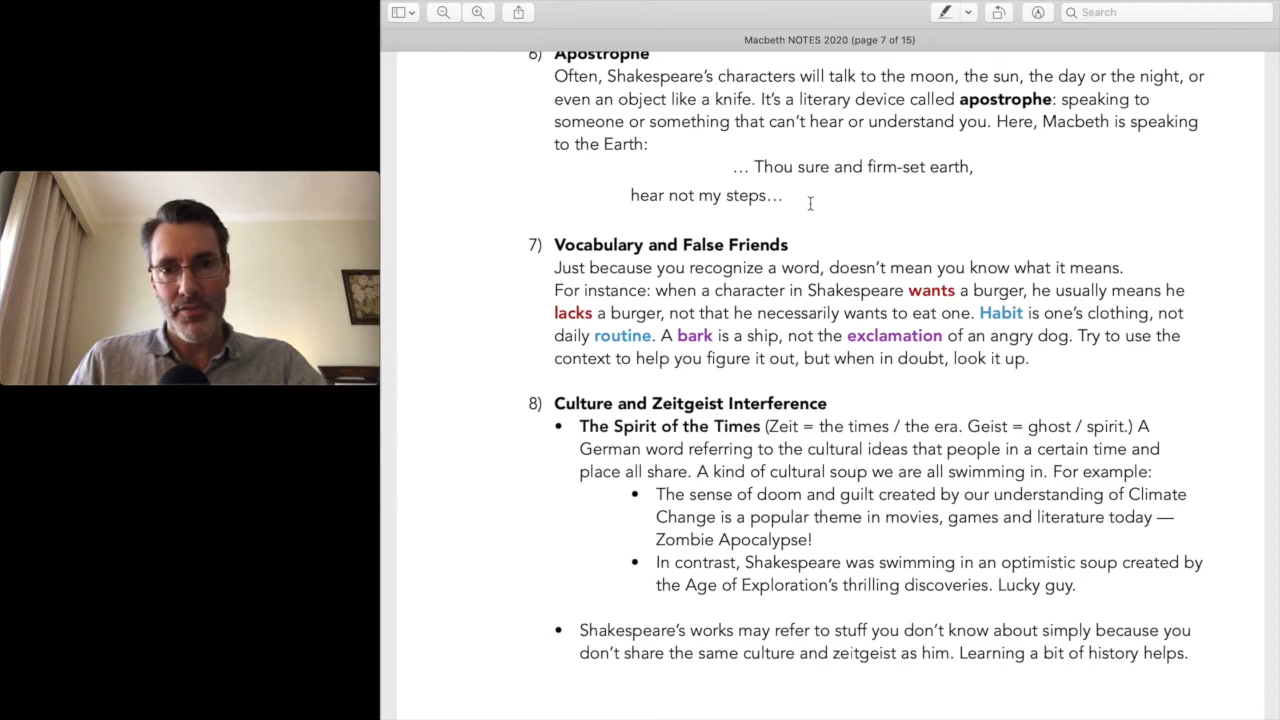 Search
Macbeth NOTES 2020 (page 7 of 15)
6) Apostrophe
Often, Shakespeare's characters will talk to the moon, the sun, the day or the night, or
even an object like a knife. It's a literary device called apostrophe: speaking to
someone or something that can't hear or understand you. Here, Macbeth is speaking
to the Earth:
… Thou sure and firm-set earth,
hear not my steps…
7) Vocabulary and False Friends
Just because you recognize a word, doesn't mean you know what it means.
For instance: when a character in Shakespeare wants a burger, he usually means he
lacks a burger, not that he necessarily wants to eat one. Habit is one's clothing, not
daily routine. A bark is a ship, not the exclamation of an angry dog. Try to use the
context to help you figure it out, but when in doubt, look it up.
8) Culture and Zeitgeist Interference
• The Spirit of the Times (Zeit = the times / the era. Geist = ghost / spirit.) A
German word referring to the cultural ideas that people in a certain time and
place all share. A kind of cultural soup we are all swimming in. For example:
• The sense of doom and guilt created by our understanding of Climate
Change is a popular theme in movies, games and literature today —
Zombie Apocalypse!
• In contrast, Shakespeare was swimming in an optimistic soup created by
the Age of Exploration's thrilling discoveries. Lucky guy.
• Shakespeare's works may refer to stuff you don't know about simply because you
don't share the same culture and zeitgeist as him. Learning a bit of history helps.